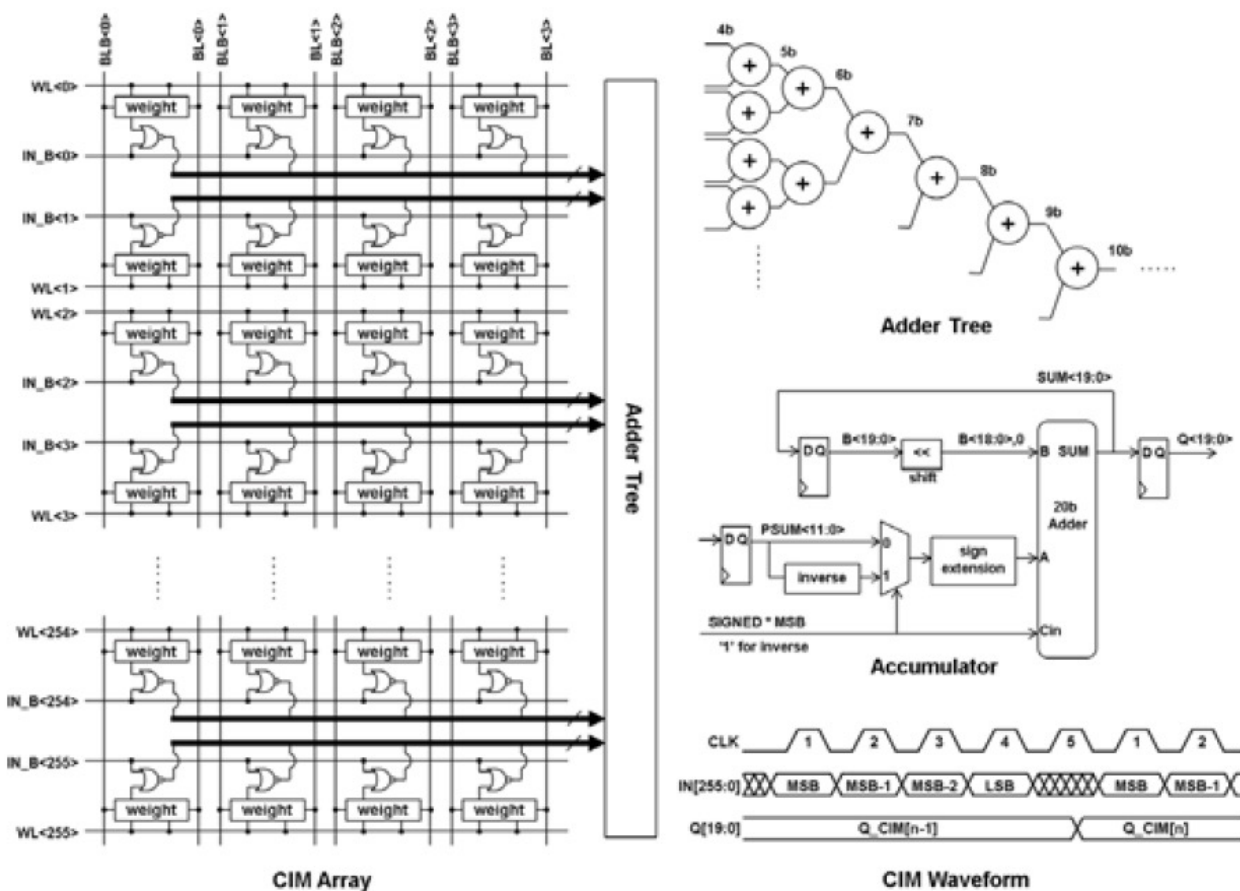 BLB<0> BL<0> BLB<1> BL<1> BLB<2> BL<2> BLB<3> BL<3>
WL<0>
weight weight weight weight
IN_B<0>
IN_B<1>
weight weight weight weight
WL<1>
WL<2>
weight weight weight weight
IN_B<2>
IN_B<3>
weight weight weight weight
WL<3>
WL<254>
weight weight weight weight
IN_B<254>
IN_B<255>
weight weight weight weight
WL<255>
Adder Tree
CIM Array
4b 5b 6b 7b 8b 9b 10b
+ + + + + + + + + + +
Adder Tree
SUM<19:0>
D Q B<19:0> << B<18:0>,0 B SUM D Q Q<19:0>
shift
20b
Adder
D Q PSUM<11:0> 0 sign
extension A
Inverse 1
SIGNED * MSB Cin
'1' for Inverse
Accumulator
CLK 1 2 3 4 5 1 2
IN[255:0] MSB MSB-1 MSB-2 LSB MSB MSB-1
Q[19:0] Q_CIM[n-1] Q_CIM[n]
CIM Waveform